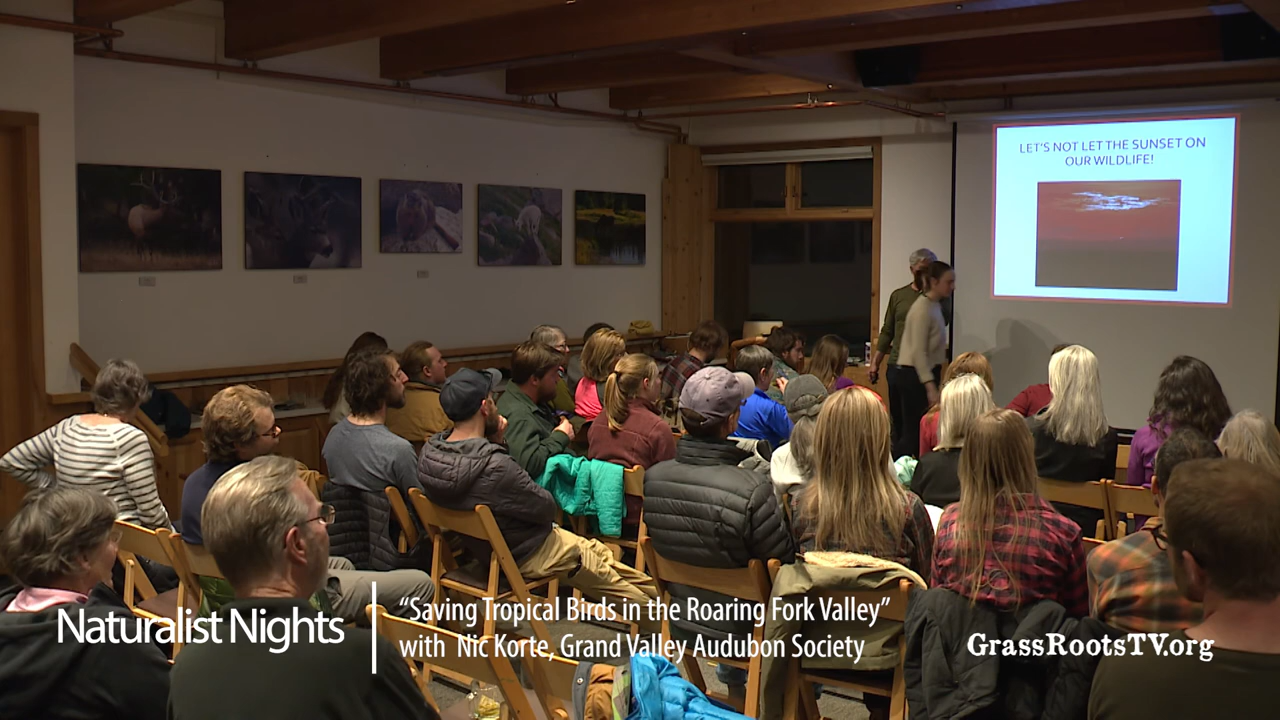 LET'S NOT LET THE SUNSET ON
OUR WILDLIFE!
Naturalist Nights
“Saving Tropical Birds in the Roaring Fork Valley”
with Nic Korte, Grand Valley Audubon Society
GrassRootsTV.org